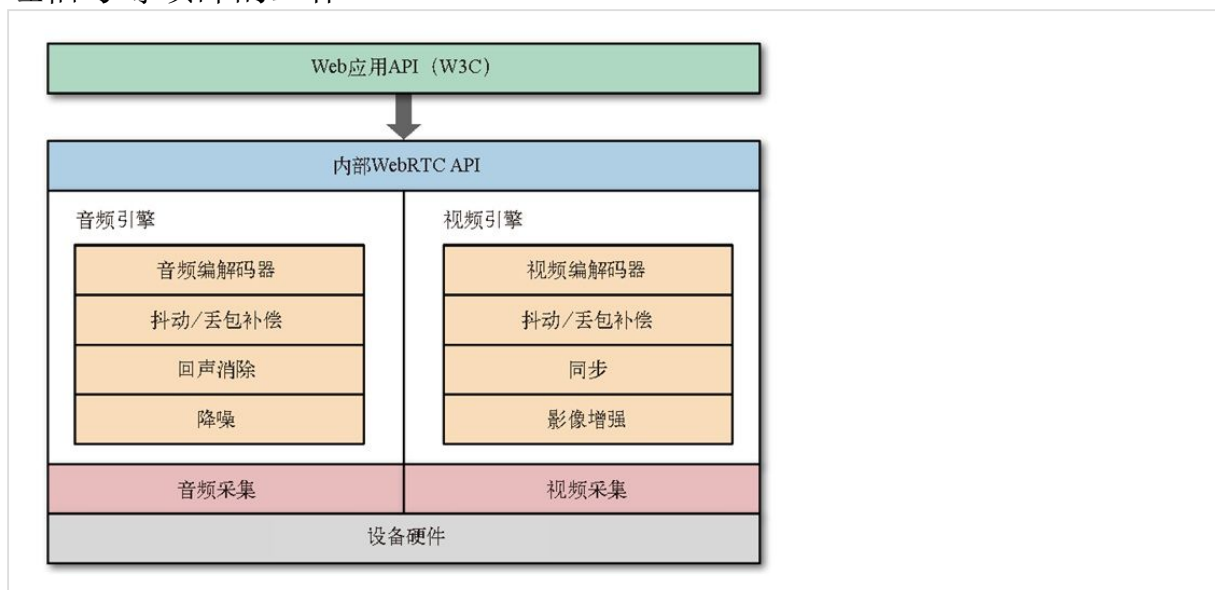 Web应用API（W3C）
内部WebRTC API
音频引擎
视频引擎
音频编解码器
视频编解码器
抖动/丢包补偿
抖动/丢包补偿
回声消除
同步
降噪
影像增强
音频采集
视频采集
设备硬件